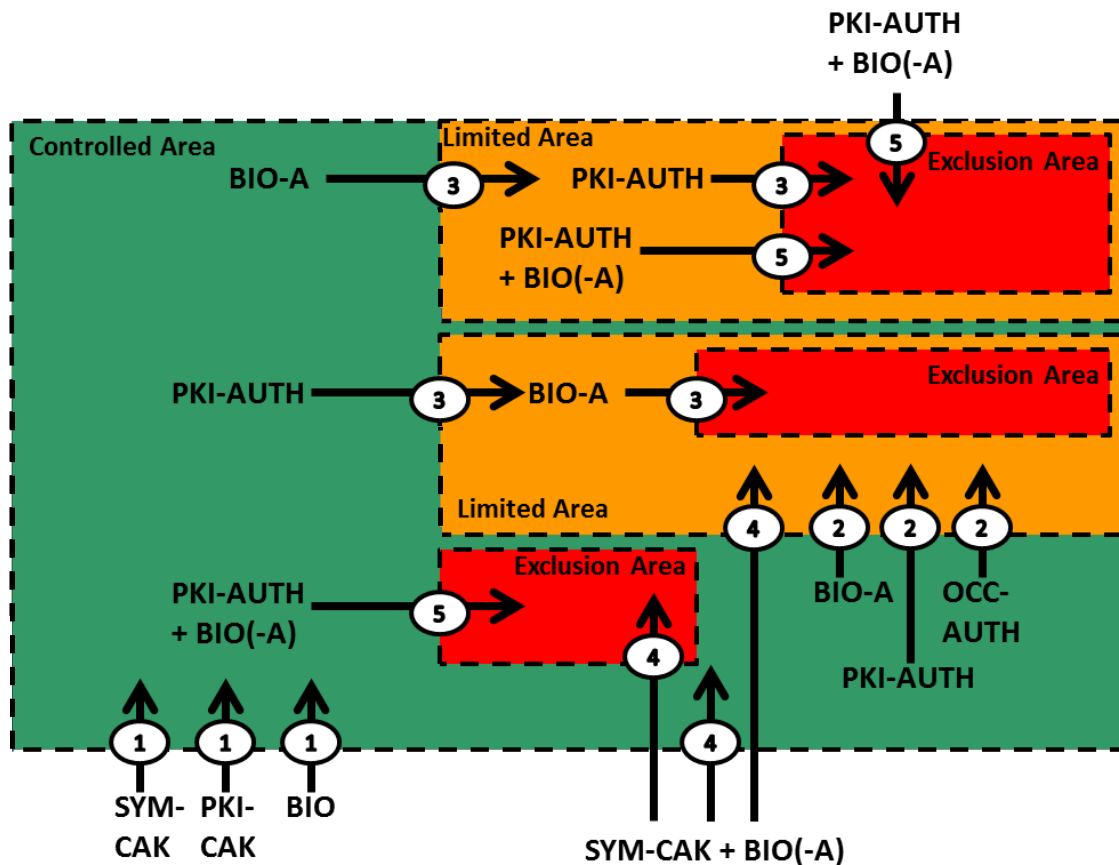 PKI-AUTH
+ BIO(-A)
Controlled Area
Limited Area
5
Exclusion Area
BIO-A
3
PKI-AUTH
3
PKI-AUTH
+ BIO(-A)
5
Exclusion Area
PKI-AUTH
3
BIO-A
3
Limited Area
4
2
2
2
Exclusion Area
BIO-A
OCC-
AUTH
PKI-AUTH
+ BIO(-A)
5
4
PKI-AUTH
1
1
1
4
SYM-
CAK
PKI-
CAK
BIO
SYM-CAK + BIO(-A)